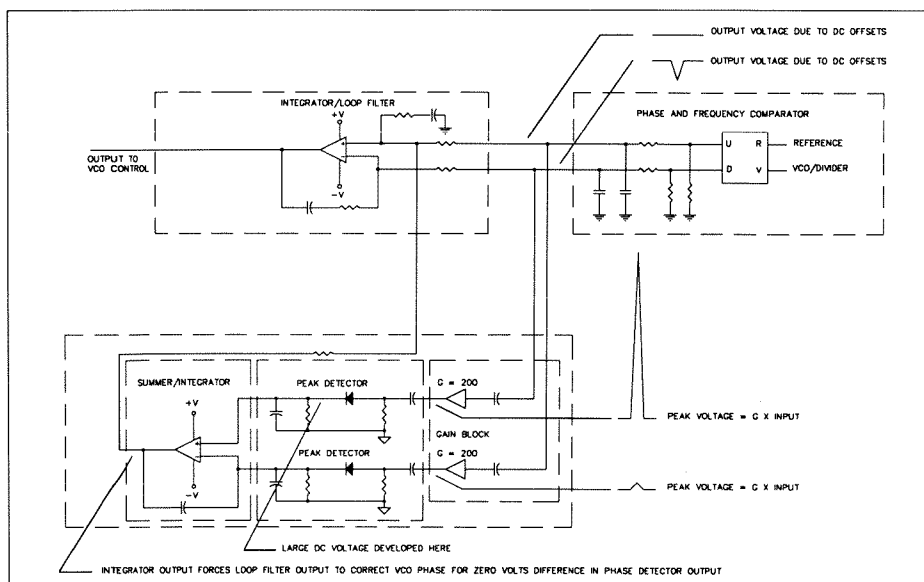 OUTPUT VOLTAGE DUE TO DC OFFSETS
OUTPUT VOLTAGE DUE TO DC OFFSETS
INTEGRATOR/LOOP FILTER
PHASE AND FREQUENCY COMPARATOR
+V
+
-
-V
OUTPUT TO
VCO CONTROL
U R
D V
REFERENCE
VCO/DIVIDER
SUMMER/INTEGRATOR
PEAK DETECTOR
G = 200
+V
+
-
-V
PEAK VOLTAGE = G X INPUT
GAIN BLOCK
PEAK DETECTOR
G = 200
PEAK VOLTAGE = G X INPUT
LARGE DC VOLTAGE DEVELOPED HERE
INTEGRATOR OUTPUT FORCES LOOP FILTER OUTPUT TO CORRECT VCO PHASE FOR ZERO VOLTS DIFFERENCE IN PHASE DETECTOR OUTPUT